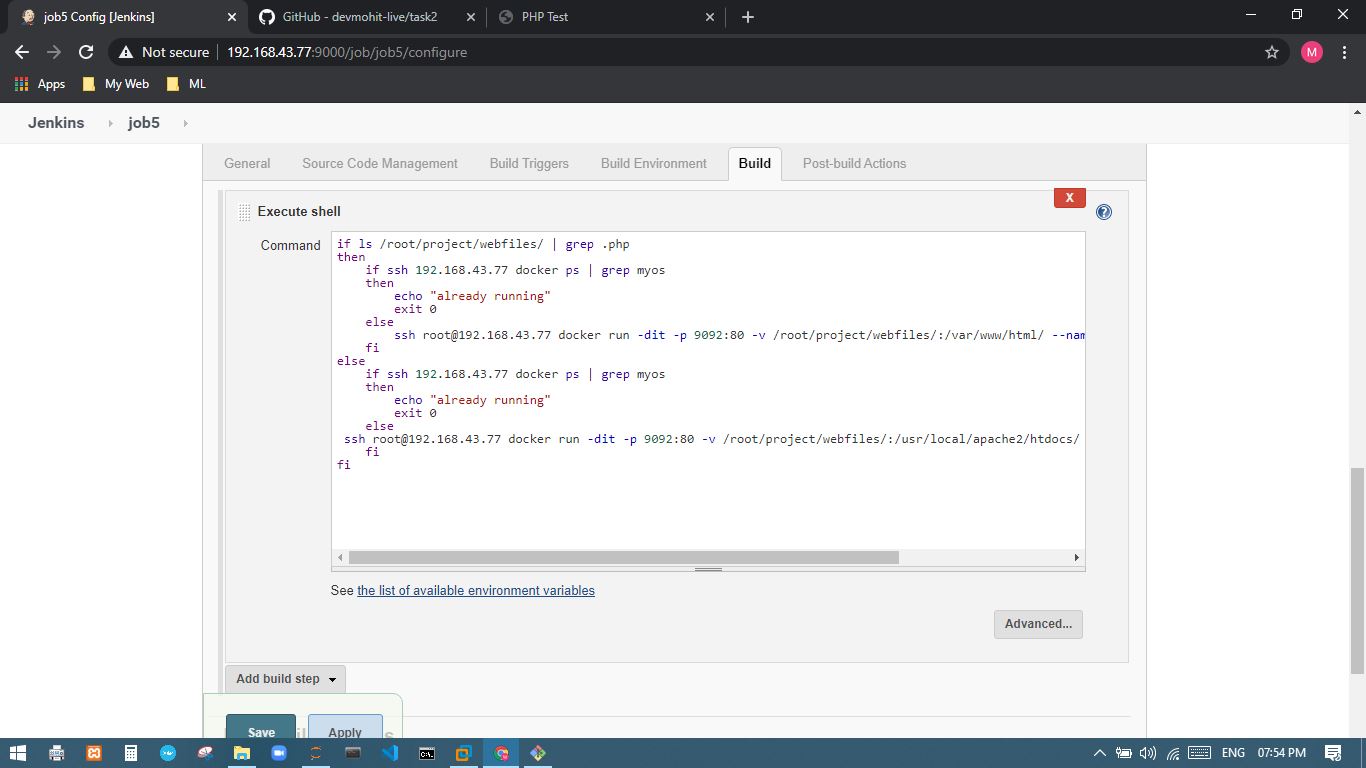 job5 Config [Jenkins]
GitHub - devmohit-live/task2
PHP Test
Not secure
192.168.43.77:9000/job/job5/configure
M
Apps
My Web
ML
Jenkins
job5
General
Source Code Management
Build Triggers
Build Environment
Build
Post-build Actions
X
Execute shell
Command
if ls /root/project/webfiles/ | grep .php
then
if ssh 192.168.43.77 docker ps | grep myos
then
echo "already running"
exit 0
else
ssh root@192.168.43.77 docker run -dit -p 9092:80 -v /root/project/webfiles/:/var/www/html/ --nam
fi
else
if ssh 192.168.43.77 docker ps | grep myos
then
echo "already running"
exit 0
else
ssh root@192.168.43.77 docker run -dit -p 9092:80 -v /root/project/webfiles/:/usr/local/apache2/htdocs/
fi
fi
See the list of available environment variables
Advanced...
Add build step
Save
Apply
ENG
07:54 PM